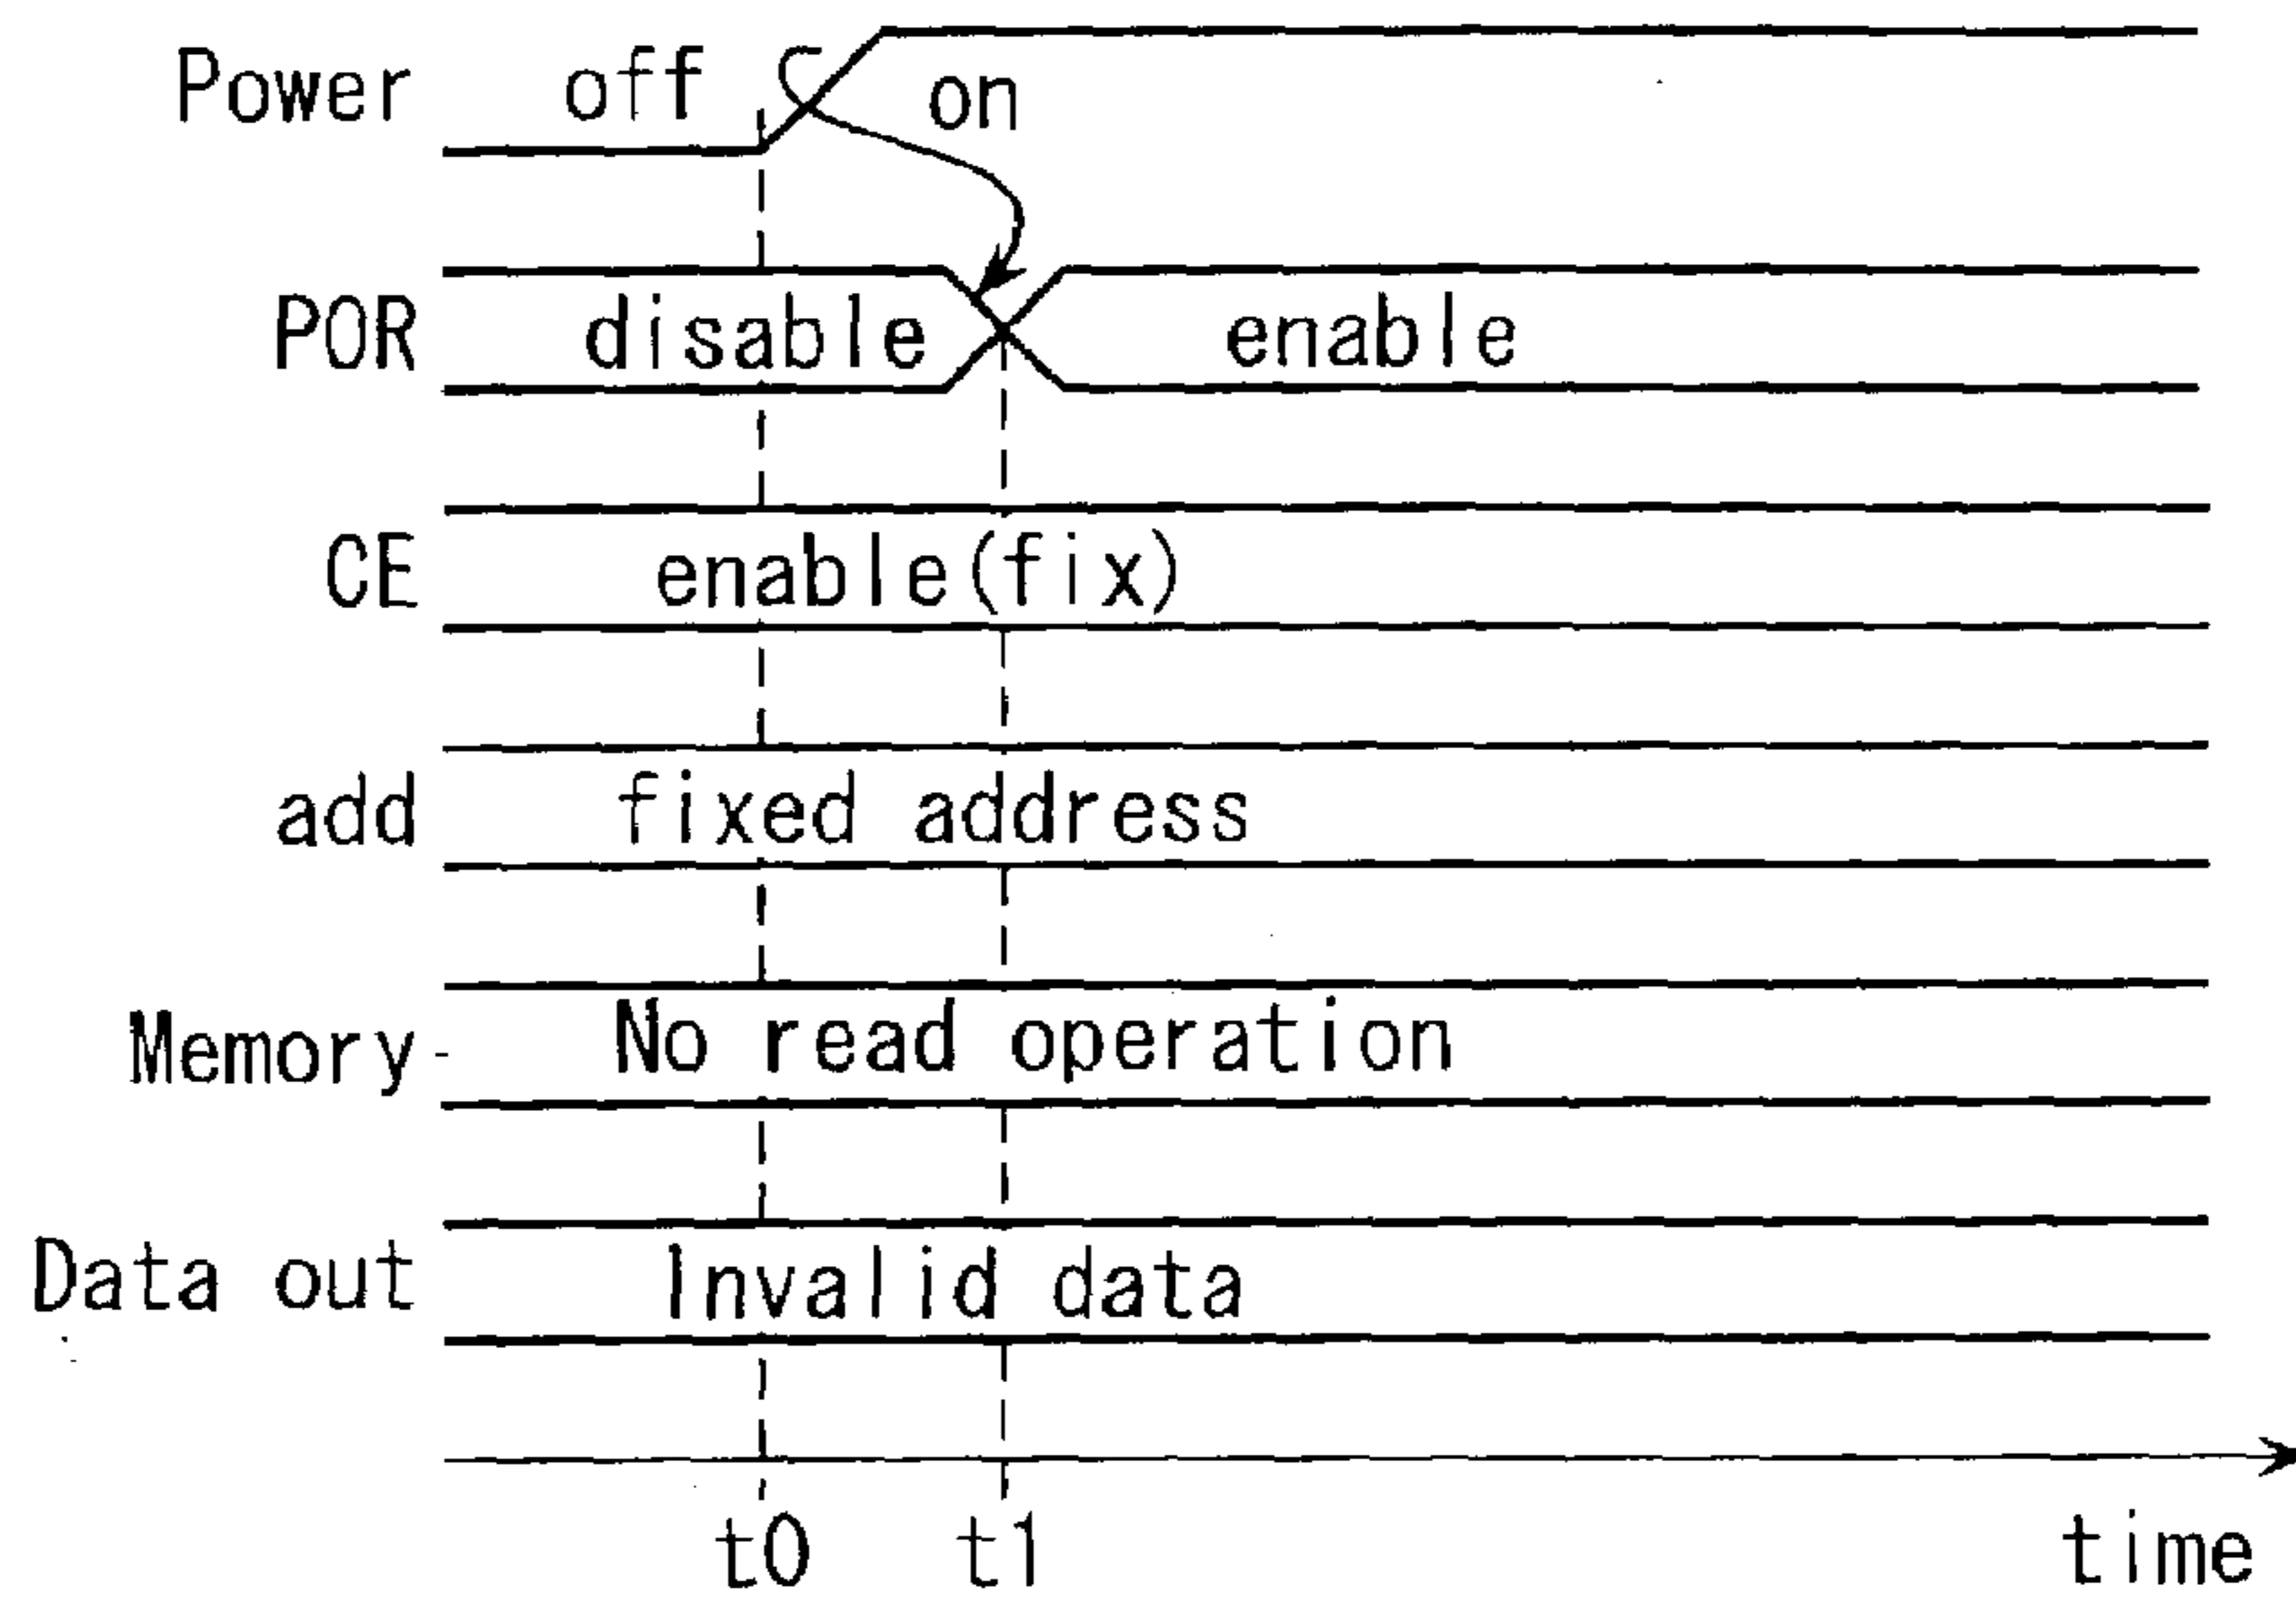 Power off on
POR disable enable
CE enable(fix)
add fixed address
Memory No read operation
Data out Invalid data
t0 t1 time